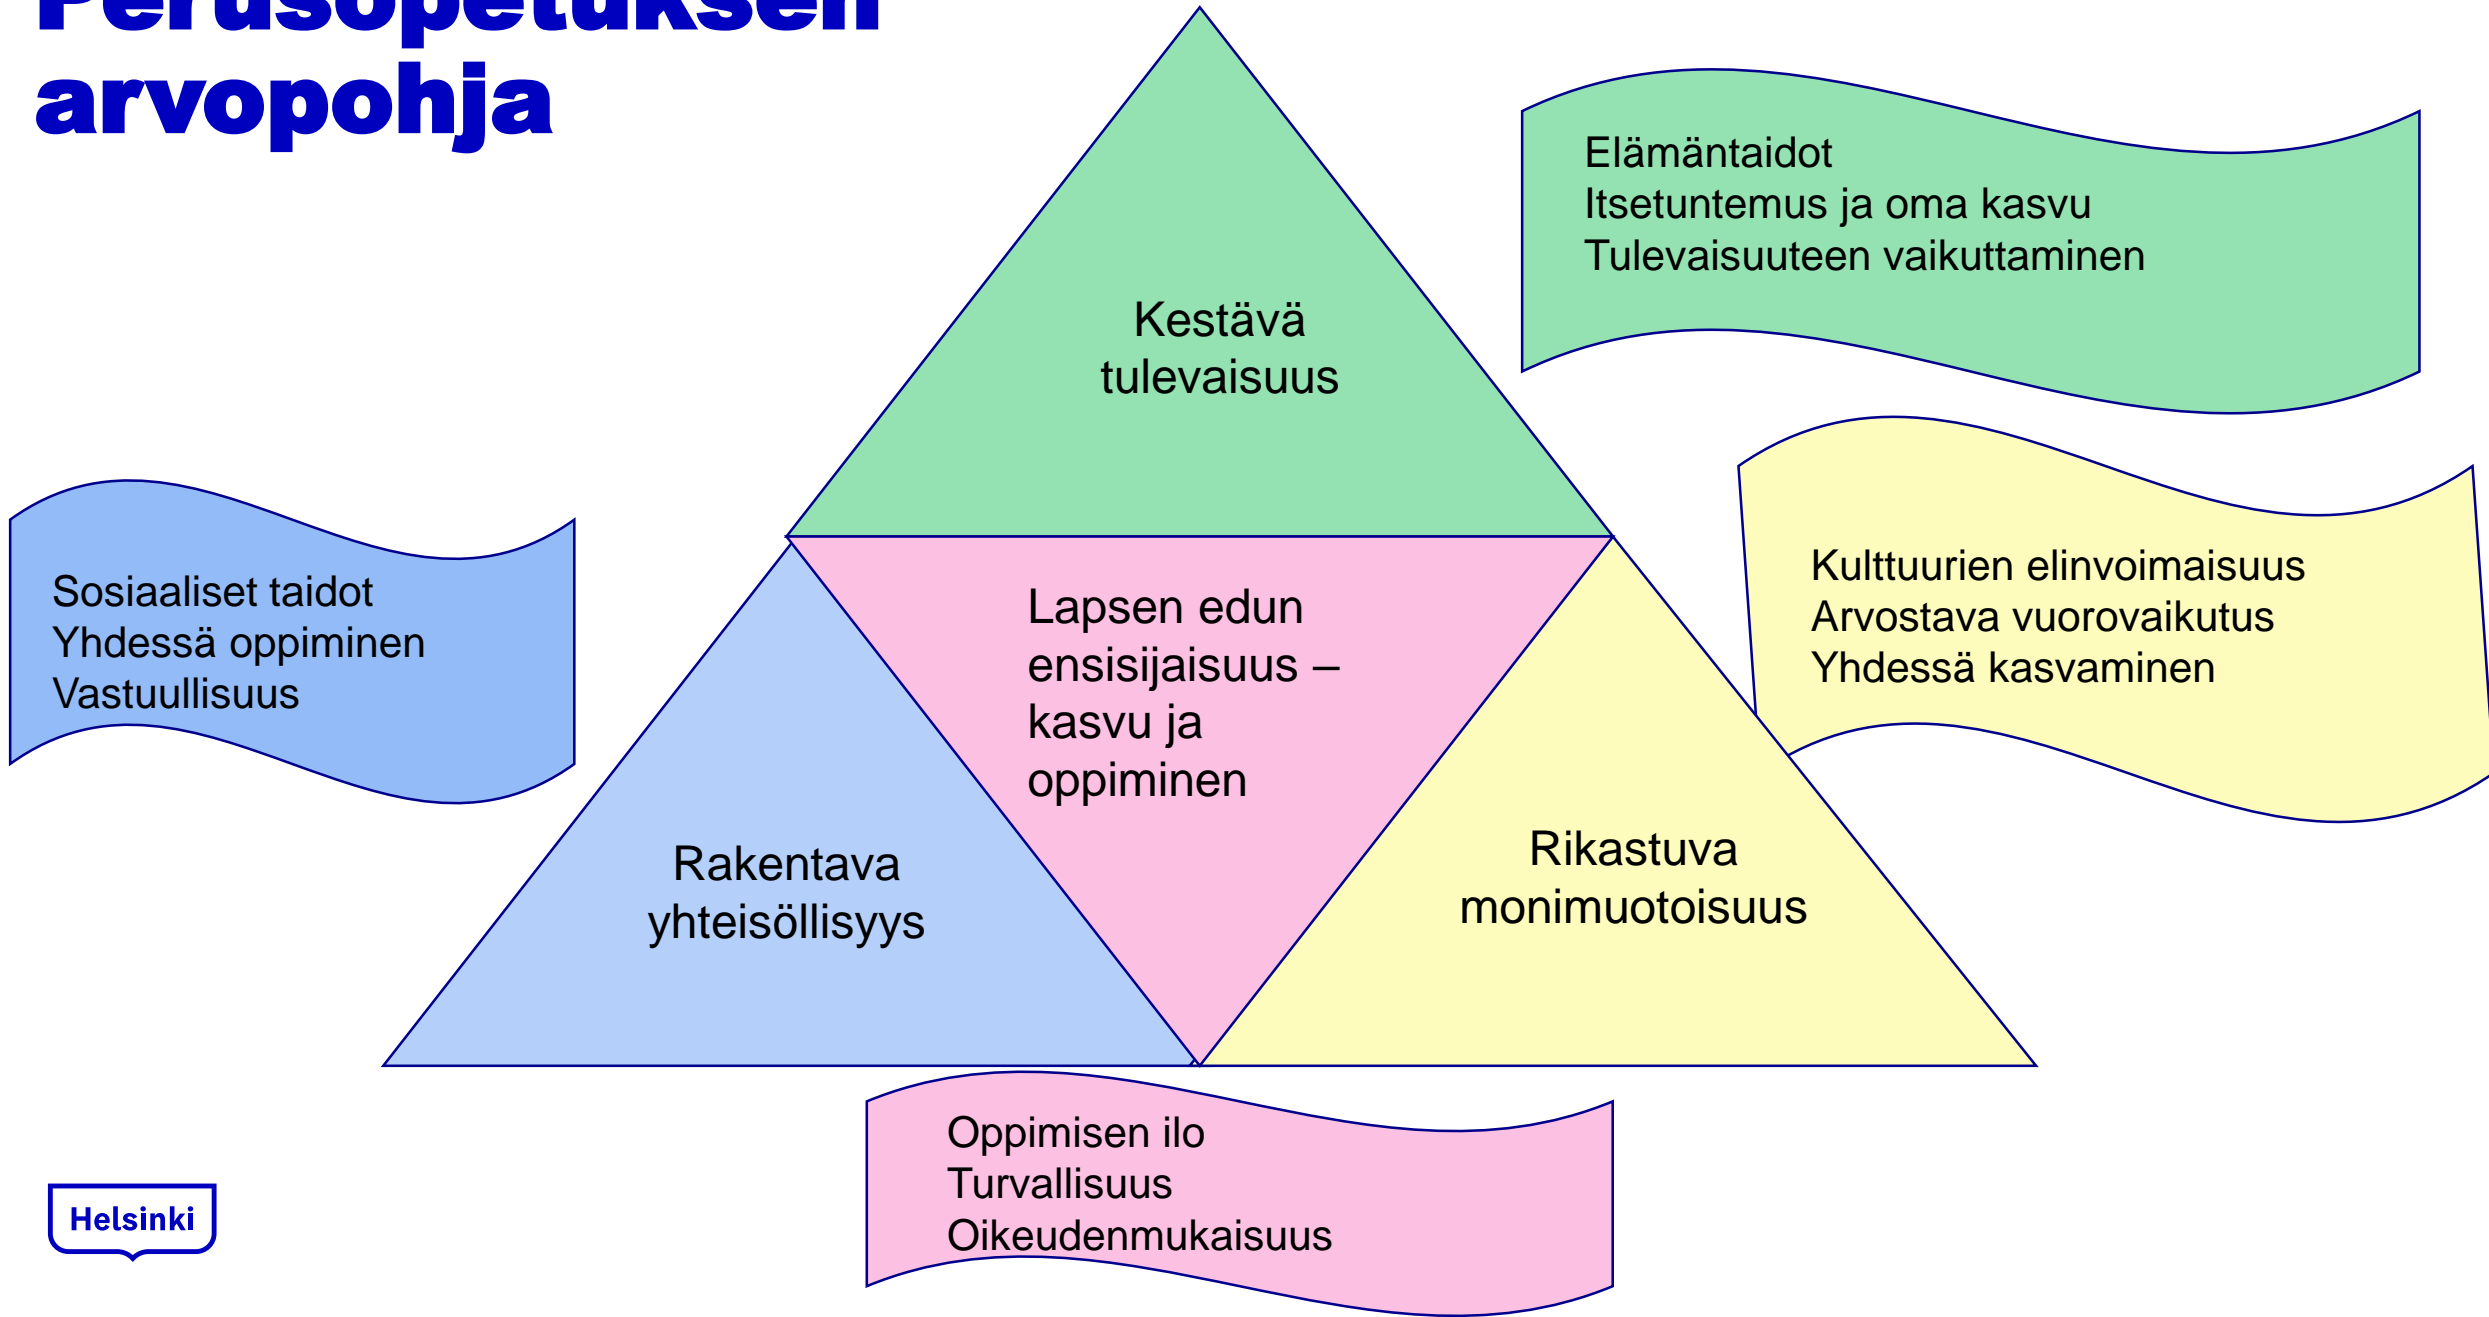 Perusopetuksen
arvopohja
Elämäntaidot
Itsetuntemus ja oma kasvu
Tulevaisuuteen vaikuttaminen
Kestävä
tulevaisuus
Sosiaaliset taidot
Yhdessä oppiminen
Vastuullisuus
Lapsen edun
ensisijaisuus –
kasvu ja
oppiminen
Kulttuurien elinvoimaisuus
Arvostava vuorovaikutus
Yhdessä kasvaminen
Rakentava
yhteisöllisyys
Rikastuva
monimuotoisuus
Oppimisen ilo
Turvallisuus
Oikeudenmukaisuus
Helsinki